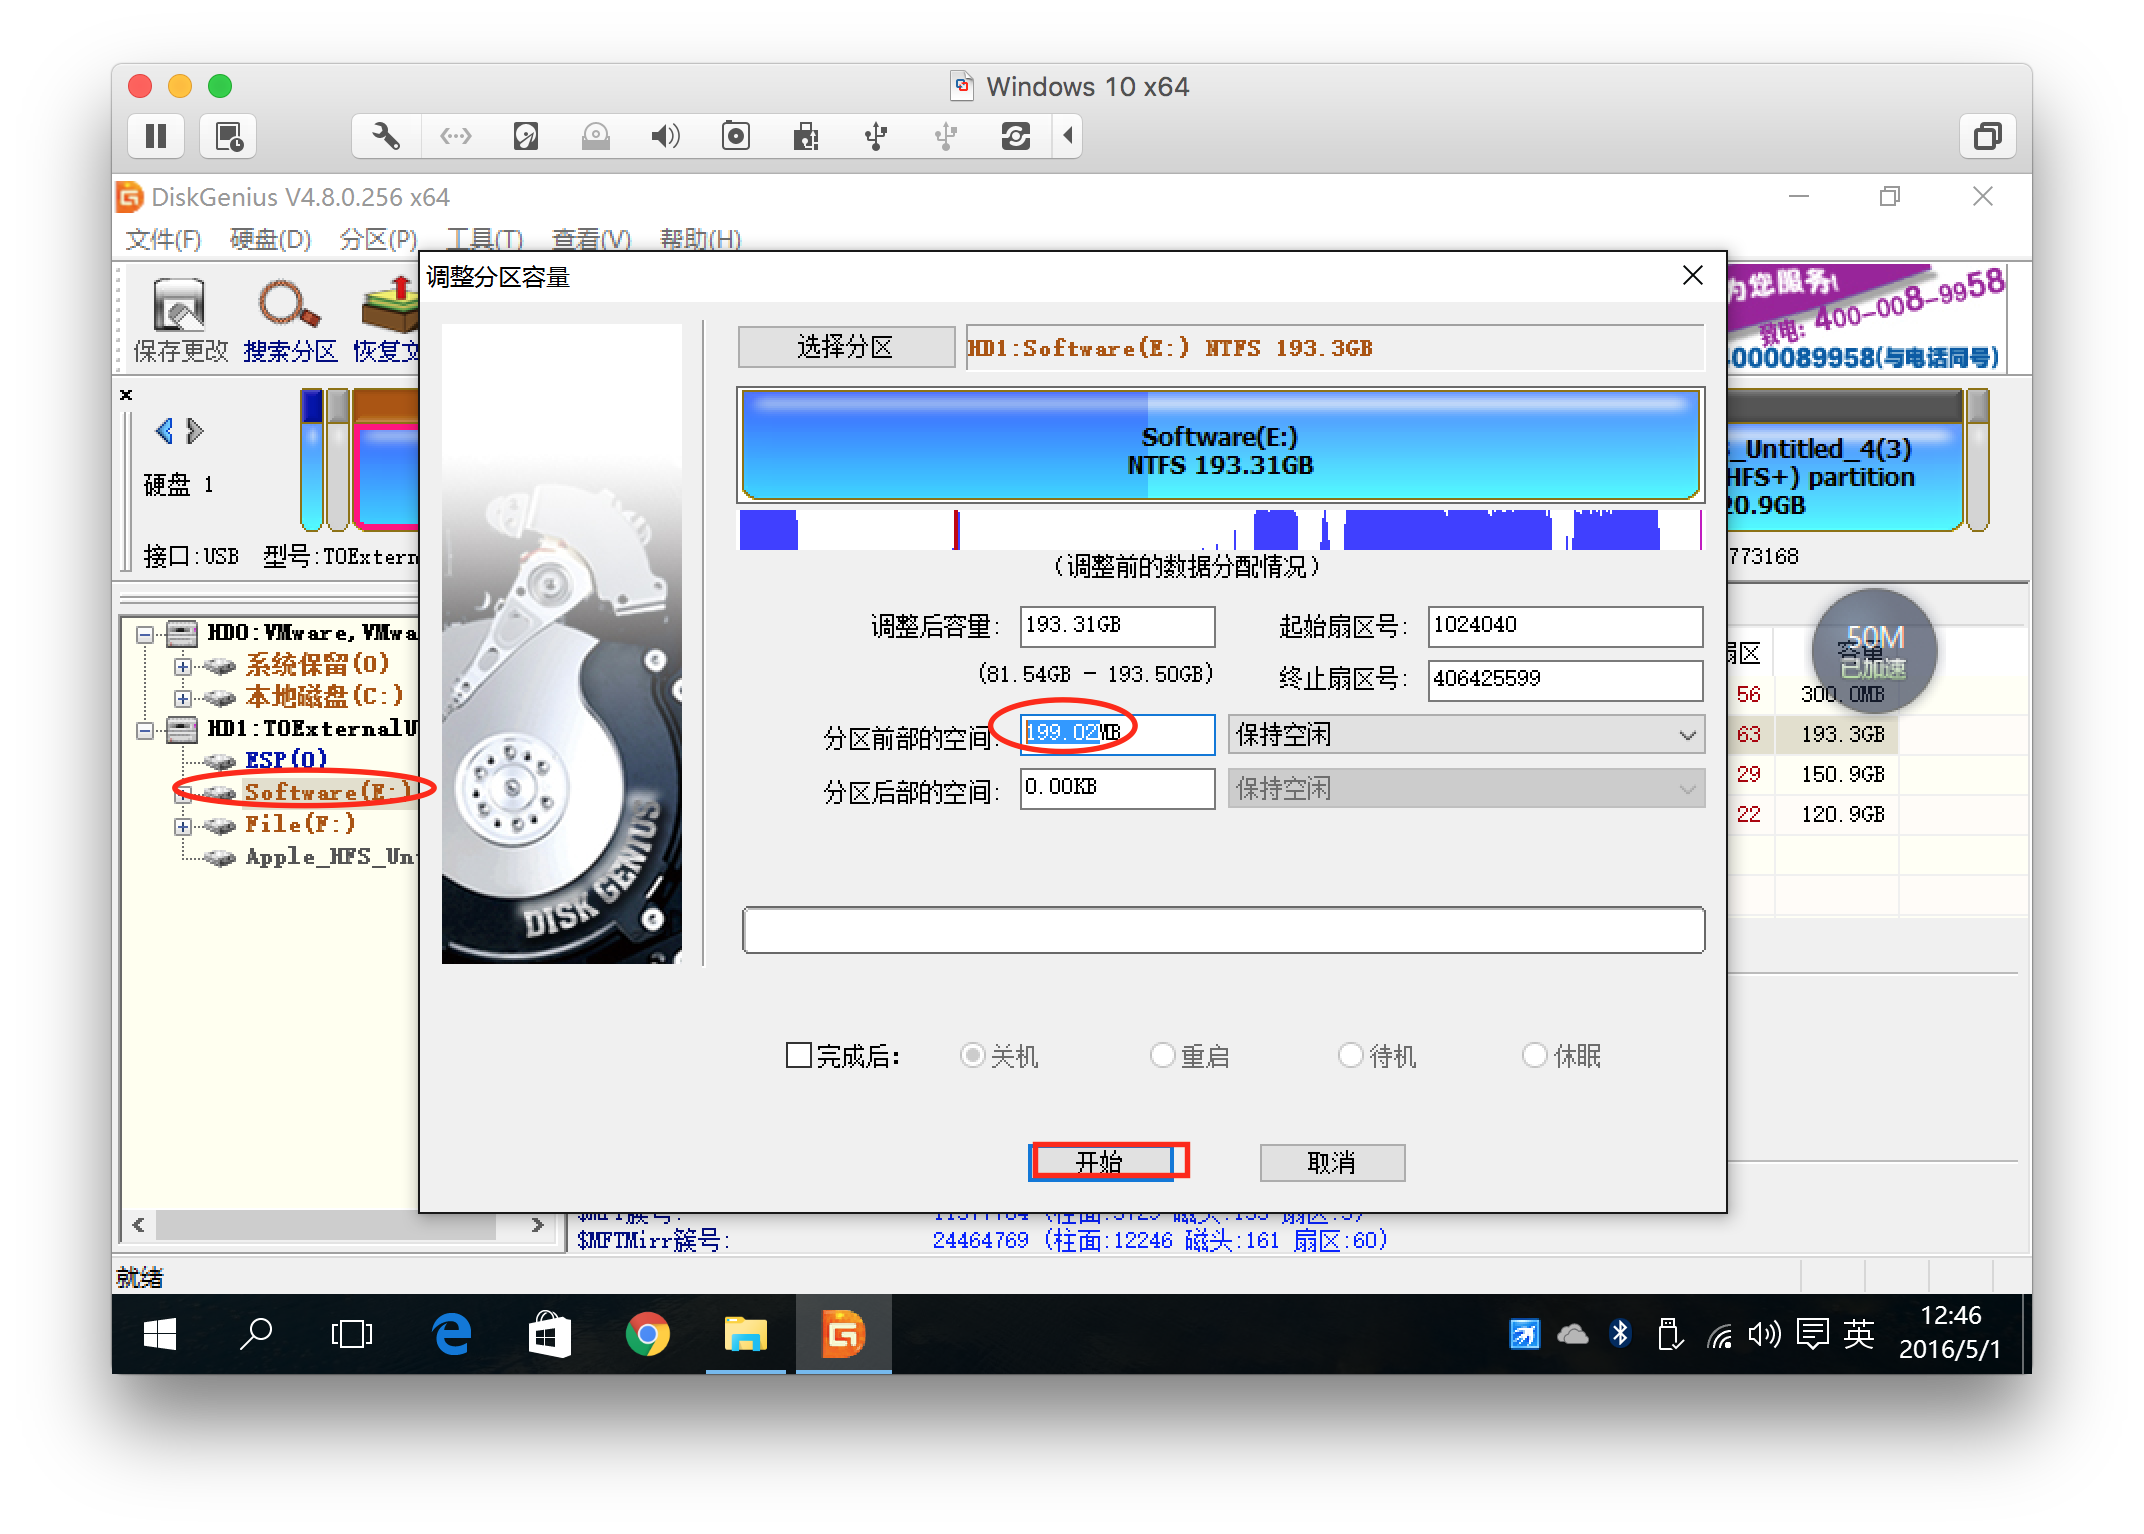 Windows 10 x64
DiskGenius V4.8.0.256 x64
文件(F) 硬盘(D) 分区(P) 工具(T) 查看(V) 帮助(H)
保存更改 搜索分区 恢复文
为您服务!
致电: 400-008-9958
4000089958(与电话同号)
硬盘 1
接口:USB 型号:TOExtern
_Untitled_4(3)
HFS+) partition
20.9GB
773168
HD0:VMware,VMwa
系统保留(0)
本地磁盘(C:)
HD1:TOExternalU
ESP(0)
Software(E:)
File(F:)
Apple_HFS_Un
调整分区容量
选择分区 HD1:Software(E:) NTFS 193.3GB
Software(E:)
NTFS 193.31GB
(调整前的数据分配情况)
调整后容量: 193.31GB 起始扇区号: 1024040
(81.54GB - 193.50GB) 终止扇区号: 406425599
分区前部的空间: 199.02MB 保持空闲
分区后部的空间: 0.00KB 保持空闲
DISK GENIUS
完成后: 关机 重启 待机 休眠
开始 取消
50M
已加速
扇区 容量
56 300.0MB
63 193.3GB
29 150.9GB
22 120.9GB
$MFTMirr簇号: 24464769 (柱面:12246 磁头:161 扇区:60)
就绪
英
12:46
2016/5/1